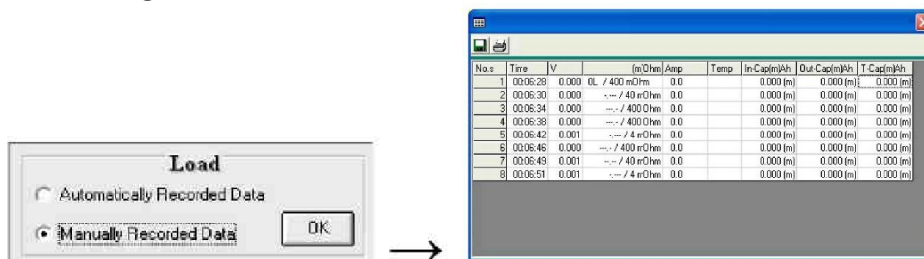 Load
Automatically Recorded Data
Manually Recorded Data
OK
No.s Time V (m)Ohm Amp Temp In-Cap(m)Ah Out-Cap(m)Ah T-Cap(m)Ah
1 00:06:28 0.000 0L / 400 mOhm 0.0 0.000 (m) 0.000 (m) 0.000 (m)
2 00:06:30 0.000 -.--- / 40 mOhm 0.0 0.000 (m) 0.000 (m) 0.000 (m)
3 00:06:34 0.000 ---.- / 400 Ohm 0.0 0.000 (m) 0.000 (m) 0.000 (m)
4 00:06:38 0.000 ---.- / 400 Ohm 0.0 0.000 (m) 0.000 (m) 0.000 (m)
5 00:06:42 0.001 -.--- / 4 mOhm 0.0 0.000 (m) 0.000 (m) 0.000 (m)
6 00:06:46 0.000 ---.- / 400 mOhm 0.0 0.000 (m) 0.000 (m) 0.000 (m)
7 00:06:49 0.001 --.-- / 40 mOhm 0.0 0.000 (m) 0.000 (m) 0.000 (m)
8 00:06:51 0.001 -.--- / 4 mOhm 0.0 0.000 (m) 0.000 (m) 0.000 (m)